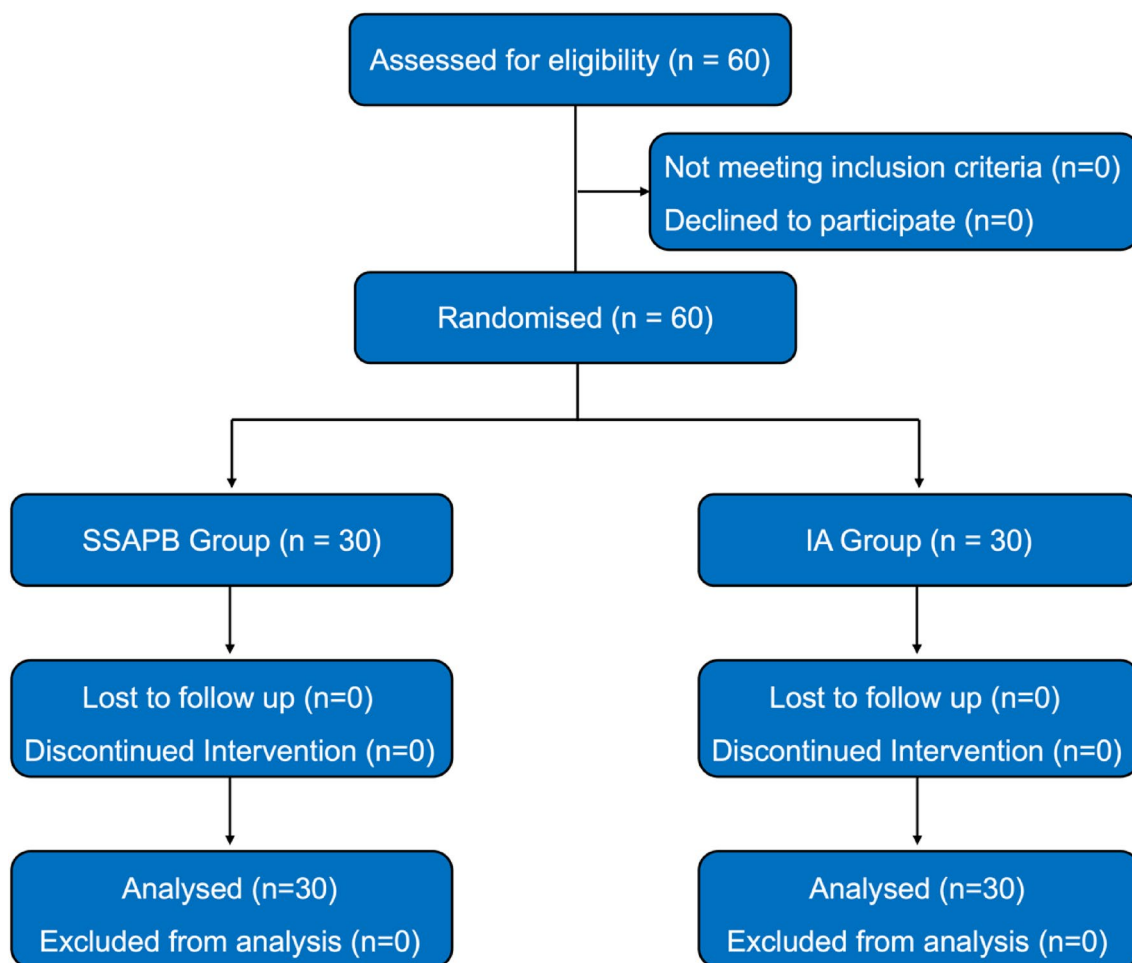 Assessed for eligibility (n = 60)
Not meeting inclusion criteria (n=0)
Declined to participate (n=0)
Randomised (n = 60)
SSAPB Group (n = 30)
IA Group (n = 30)
Lost to follow up (n=0)
Discontinued Intervention (n=0)
Lost to follow up (n=0)
Discontinued Intervention (n=0)
Analysed (n=30)
Excluded from analysis (n=0)
Analysed (n=30)
Excluded from analysis (n=0)